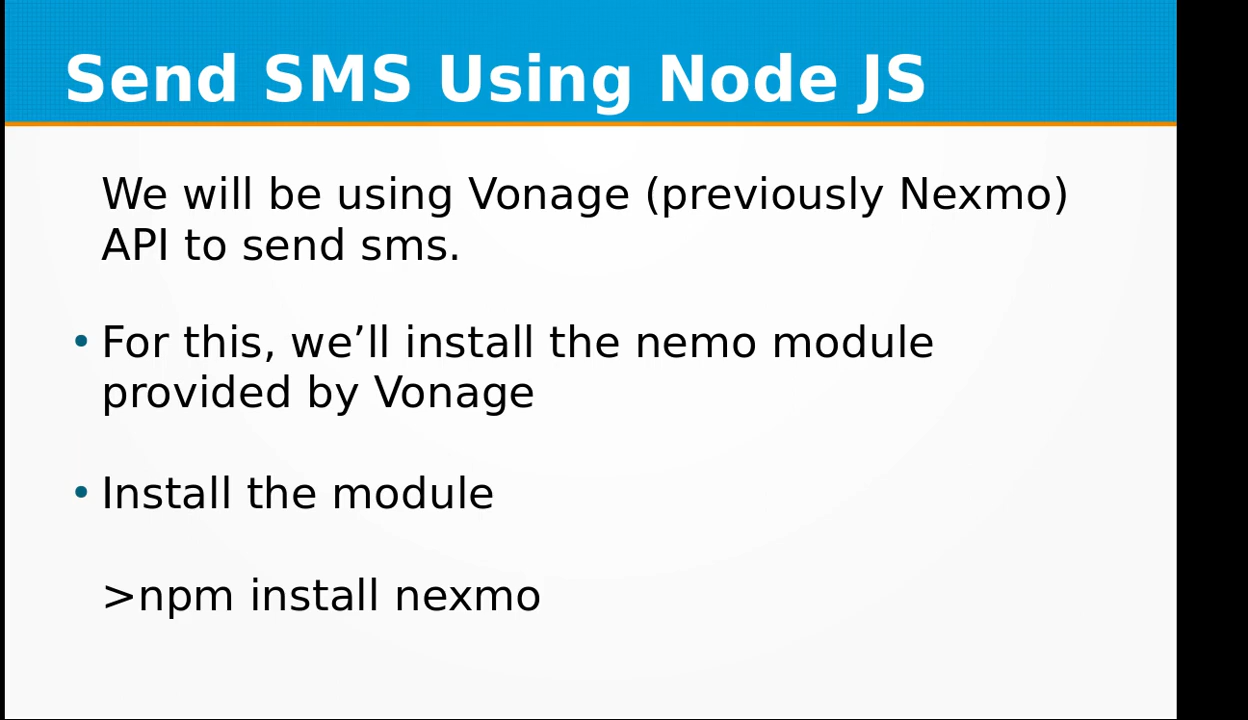 Send SMS Using Node JS
We will be using Vonage (previously Nexmo)
API to send sms.
• For this, we’ll install the nemo module
provided by Vonage
• Install the module
>npm install nexmo